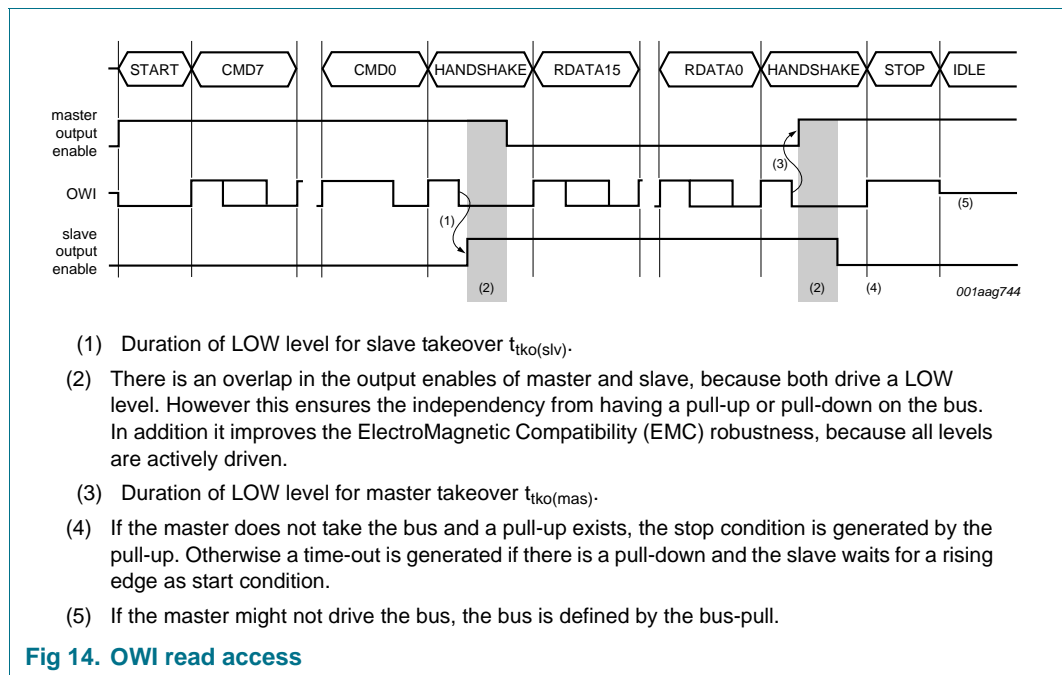 START CMD7 CMD0 HANDSHAKE RDATA15 RDATA0 HANDSHAKE STOP IDLE
master
output
enable
(3)
OWI
(5)
(1)
slave
output
enable
(2) (2) (4)
001aag744
(1) Duration of LOW level for slave takeover ttko(slv).
(2) There is an overlap in the output enables of master and slave, because both drive a LOW
level. However this ensures the independency from having a pull-up or pull-down on the bus.
In addition it improves the ElectroMagnetic Compatibility (EMC) robustness, because all levels
are actively driven.
(3) Duration of LOW level for master takeover ttko(mas).
(4) If the master does not take the bus and a pull-up exists, the stop condition is generated by the
pull-up. Otherwise a time-out is generated if there is a pull-down and the slave waits for a rising
edge as start condition.
(5) If the master might not drive the bus, the bus is defined by the bus-pull.
Fig 14. OWI read access